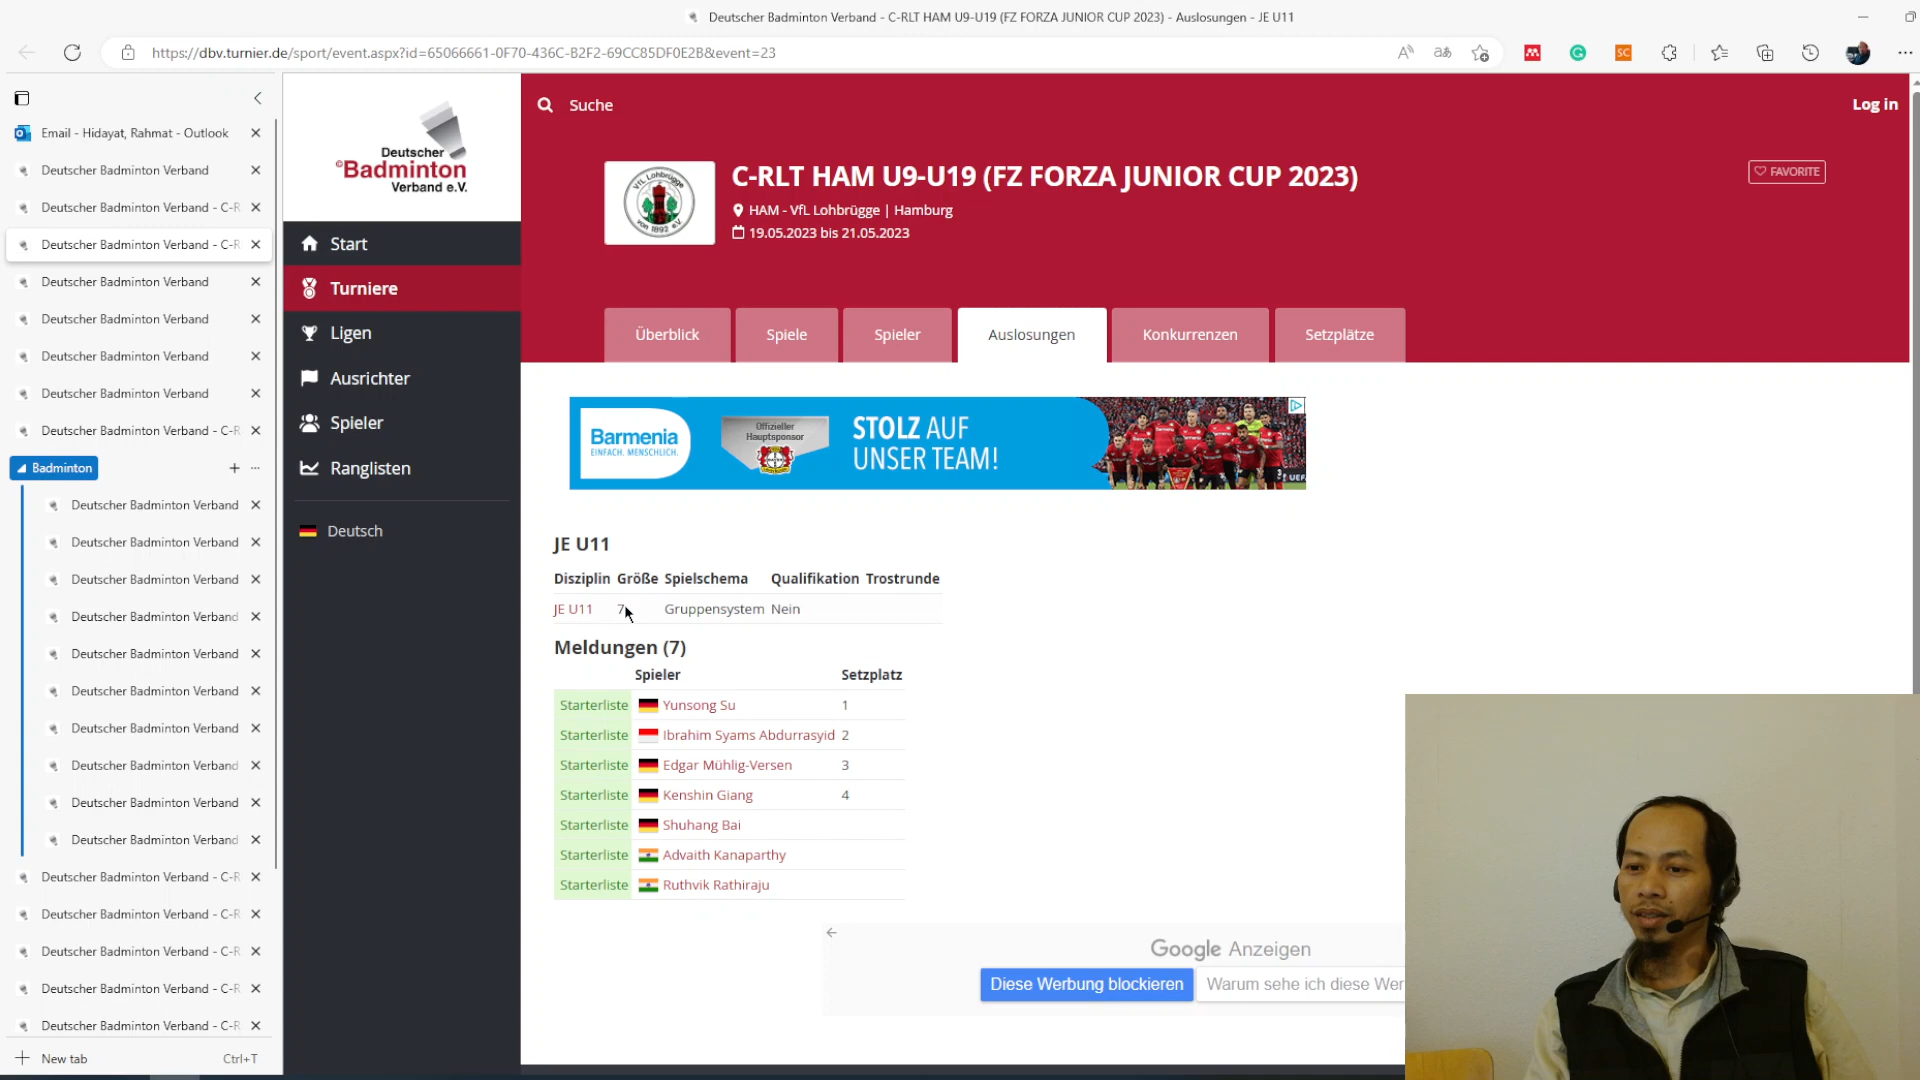 Deutscher Badminton Verband - C-RLT HAM U9-U19 (FZ FORZA JUNIOR CUP 2023) - Auslosungen - JE U11
https://dbv.turnier.de/sport/event.aspx?id=65066661-0F70-436C-B2F2-69CC85DF0E2B&event=23
Email - Hidayat, Rahmat - Outlook
Deutscher Badminton Verband
Deutscher Badminton Verband - C-R
Deutscher Badminton Verband - C-R
Deutscher Badminton Verband
Deutscher Badminton Verband
Deutscher Badminton Verband
Deutscher Badminton Verband
Deutscher Badminton Verband - C-R
Badminton
Deutscher Badminton Verband
Deutscher Badminton Verband
Deutscher Badminton Verband
Deutscher Badminton Verband
Deutscher Badminton Verband
Deutscher Badminton Verband
Deutscher Badminton Verband
Deutscher Badminton Verband
Deutscher Badminton Verband
Deutscher Badminton Verband
Deutscher Badminton Verband - C-R
Deutscher Badminton Verband - C-R
Deutscher Badminton Verband - C-R
Deutscher Badminton Verband - C-R
Deutscher Badminton Verband - C-R
New tab Ctrl+T
Deutscher
©Badminton
Verband e.V.
Start
Turniere
Ligen
Ausrichter
Spieler
Ranglisten
Deutsch
Suche
Log in
C-RLT HAM U9-U19 (FZ FORZA JUNIOR CUP 2023)
FAVORITE
HAM - VfL Lohbrügge | Hamburg
19.05.2023 bis 21.05.2023
VfL Lohbrügge
von 1892 e.V.
Überblick Spiele Spieler Auslosungen Konkurrenzen Setzplätze
Barmenia
EINFACH. MENSCHLICH.
Offizieller
Hauptsponsor
STOLZ AUF
UNSER TEAM!
JE U11
Disziplin Größe Spielschema Qualifikation Trostrunde
JE U11 7 Gruppensystem Nein
Meldungen (7)
Spieler Setzplatz
Starterliste Yunsong Su 1
Starterliste Ibrahim Syams Abdurrasyid 2
Starterliste Edgar Mühlig-Versen 3
Starterliste Kenshin Giang 4
Starterliste Shuhang Bai
Starterliste Advaith Kanaparthy
Starterliste Ruthvik Rathiraju
Google Anzeigen
Diese Werbung blockieren Warum sehe ich diese Wer